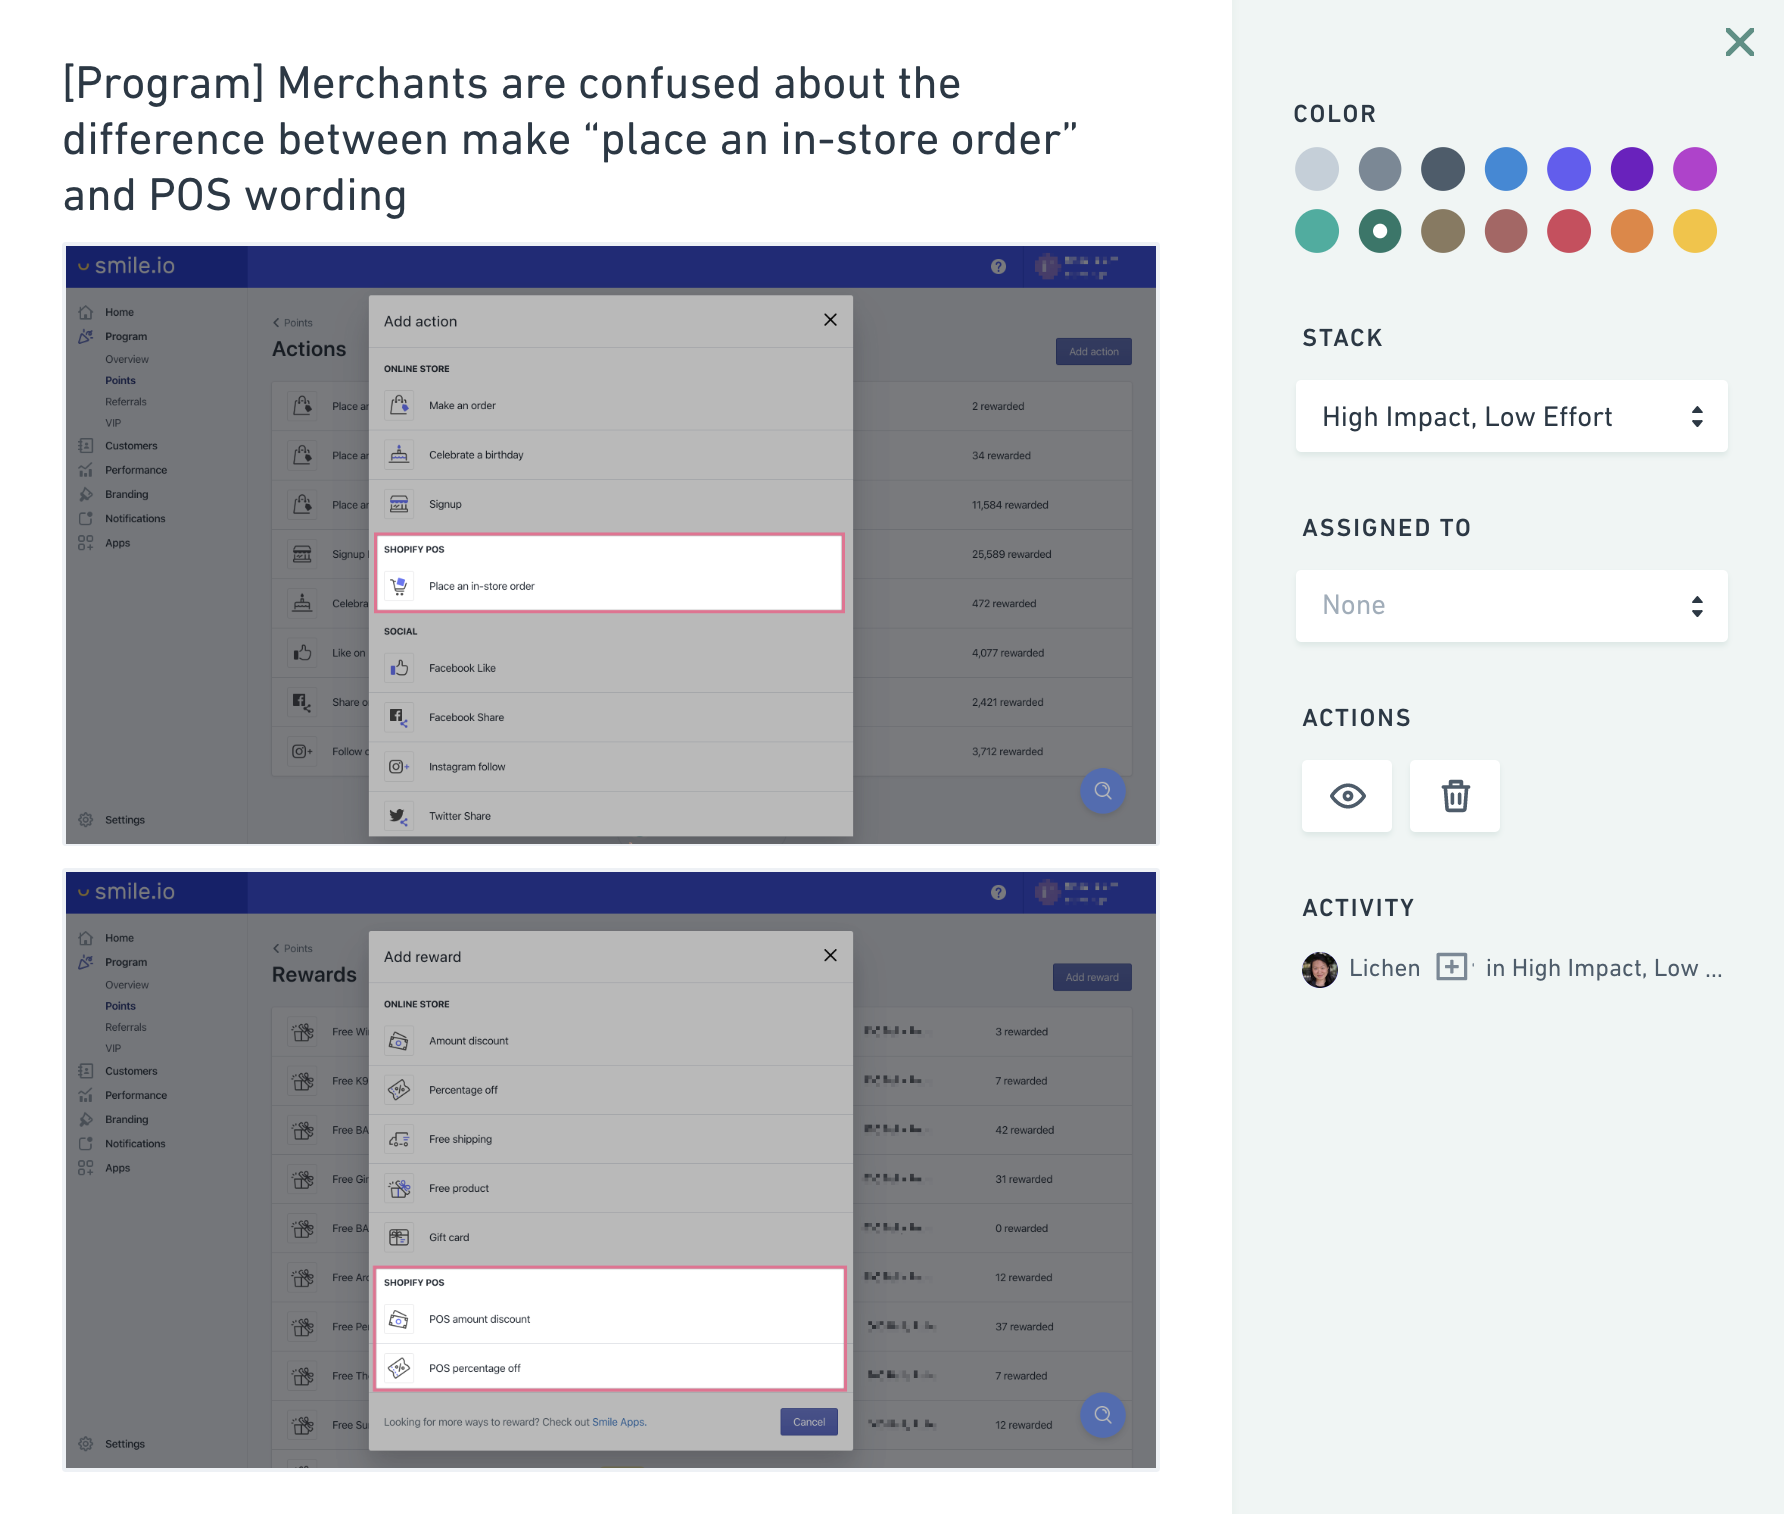 [Program] Merchants are confused about the
difference between make “place an in-store order”
and POS wording
smile.io
?
Home
Program
Overview
Points
Referrals
VIP
Customers
Performance
Branding
Notifications
Apps
Settings
Points
Actions
Add action
Place an
2 rewarded
Place an
34 rewarded
Place an
11,584 rewarded
Signup
25,589 rewarded
Celebra
472 rewarded
Like on
4,077 rewarded
Share o
2,421 rewarded
Follow o
3,712 rewarded
Add action
ONLINE STORE
Make an order
Celebrate a birthday
Signup
SHOPIFY POS
Place an in-store order
SOCIAL
Facebook Like
Facebook Share
Instagram follow
Twitter Share
smile.io
?
Home
Program
Overview
Points
Referrals
VIP
Customers
Performance
Branding
Notifications
Apps
Settings
Points
Rewards
Add reward
Free Wi
3 rewarded
Free K9
7 rewarded
Free BA
42 rewarded
Free Gir
31 rewarded
Free BA
0 rewarded
Free Aro
12 rewarded
Free Per
37 rewarded
Free Th
7 rewarded
Free Su
12 rewarded
Add reward
ONLINE STORE
Amount discount
Percentage off
Free shipping
Free product
Gift card
SHOPIFY POS
POS amount discount
POS percentage off
Looking for more ways to reward? Check out Smile Apps.
Cancel
COLOR
STACK
High Impact, Low Effort
ASSIGNED TO
None
ACTIONS
ACTIVITY
Lichen in High Impact, Low ...